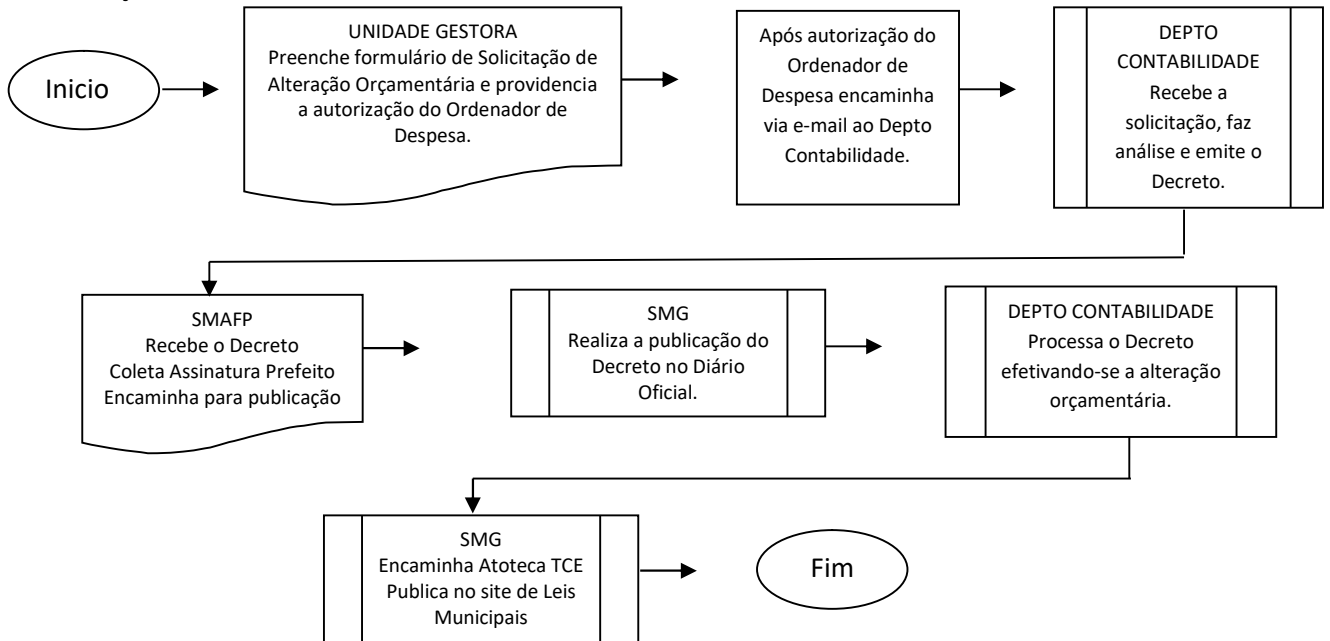 Inicio
UNIDADE GESTORA
Preenche formulário de Solicitação de
Alteração Orçamentária e providencia
a autorização do Ordenador de
Despesa.
Após autorização do
Ordenador de
Despesa encaminha
via e-mail ao Depto
Contabilidade.
DEPTO
CONTABILIDADE
Recebe a
solicitação, faz
análise e emite o
Decreto.
SMAFP
Recebe o Decreto
Coleta Assinatura Prefeito
Encaminha para publicação
SMG
Realiza a publicação do
Decreto no Diário
Oficial.
DEPTO CONTABILIDADE
Processa o Decreto
efetivando-se a alteração
orçamentária.
SMG
Encaminha Atoteca TCE
Publica no site de Leis
Municipais
Fim